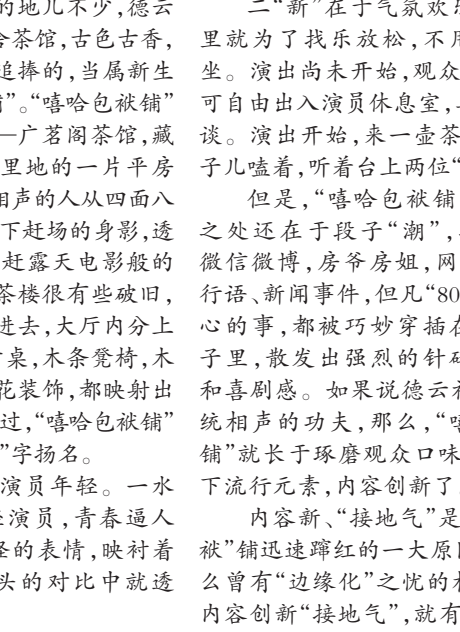 的地儿不少,德云
舍茶馆,古色古香,
追捧的,当属新生
”。“嘻哈包袱铺”
—广茗阁茶馆,藏
里地的一片平房
相声的人从四面八
下赶场的身影,透
赶露天电影般的
茶楼很有些破旧,
进去,大厅内分上
桌,木条凳椅,木
花装饰,都映射出
过,“嘻哈包袱铺”
”字扬名。
演员年轻。一水
演员,青春逼人
怪的表情,映衬着
头的对比中就透
二“新”在于气氛欢乐
里就为了找乐放松,不用
坐。演出尚未开始,观众
可自由出入演员休息室,
谈。演出开始,来一壶茶
子儿嗑着,听着台上两位“
但是,“嘻哈包袱铺
之处还在于段子“潮”,
微信微博,房爷房姐,网
行语、新闻事件,但凡“80
心的事,都被巧妙穿插在
子里,散发出强烈的针砭
和喜剧感。如果说德云社
统相声的功夫,那么,“嘻
铺”就长于琢磨观众口味
下流行元素,内容创新了
内容新、“接地气”是
袱”铺迅速蹿红的一大原因
么曾有“边缘化”之忧的相
内容创新“接地气”,就有